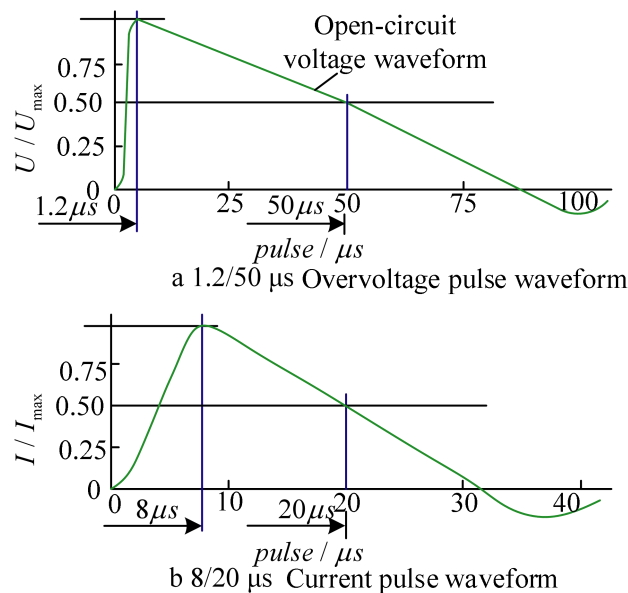 Open-circuit
voltage waveform
U / Umax
0.75
0.50
0.25
0
0 25 50 75 100
1.2μs
50μs
pulse / μs
a 1.2/50 μs Overvoltage pulse waveform
I / Imax
0.75
0.50
0.25
0
0 10 20 30 40
8μs
20μs
pulse / μs
b 8/20 μs Current pulse waveform